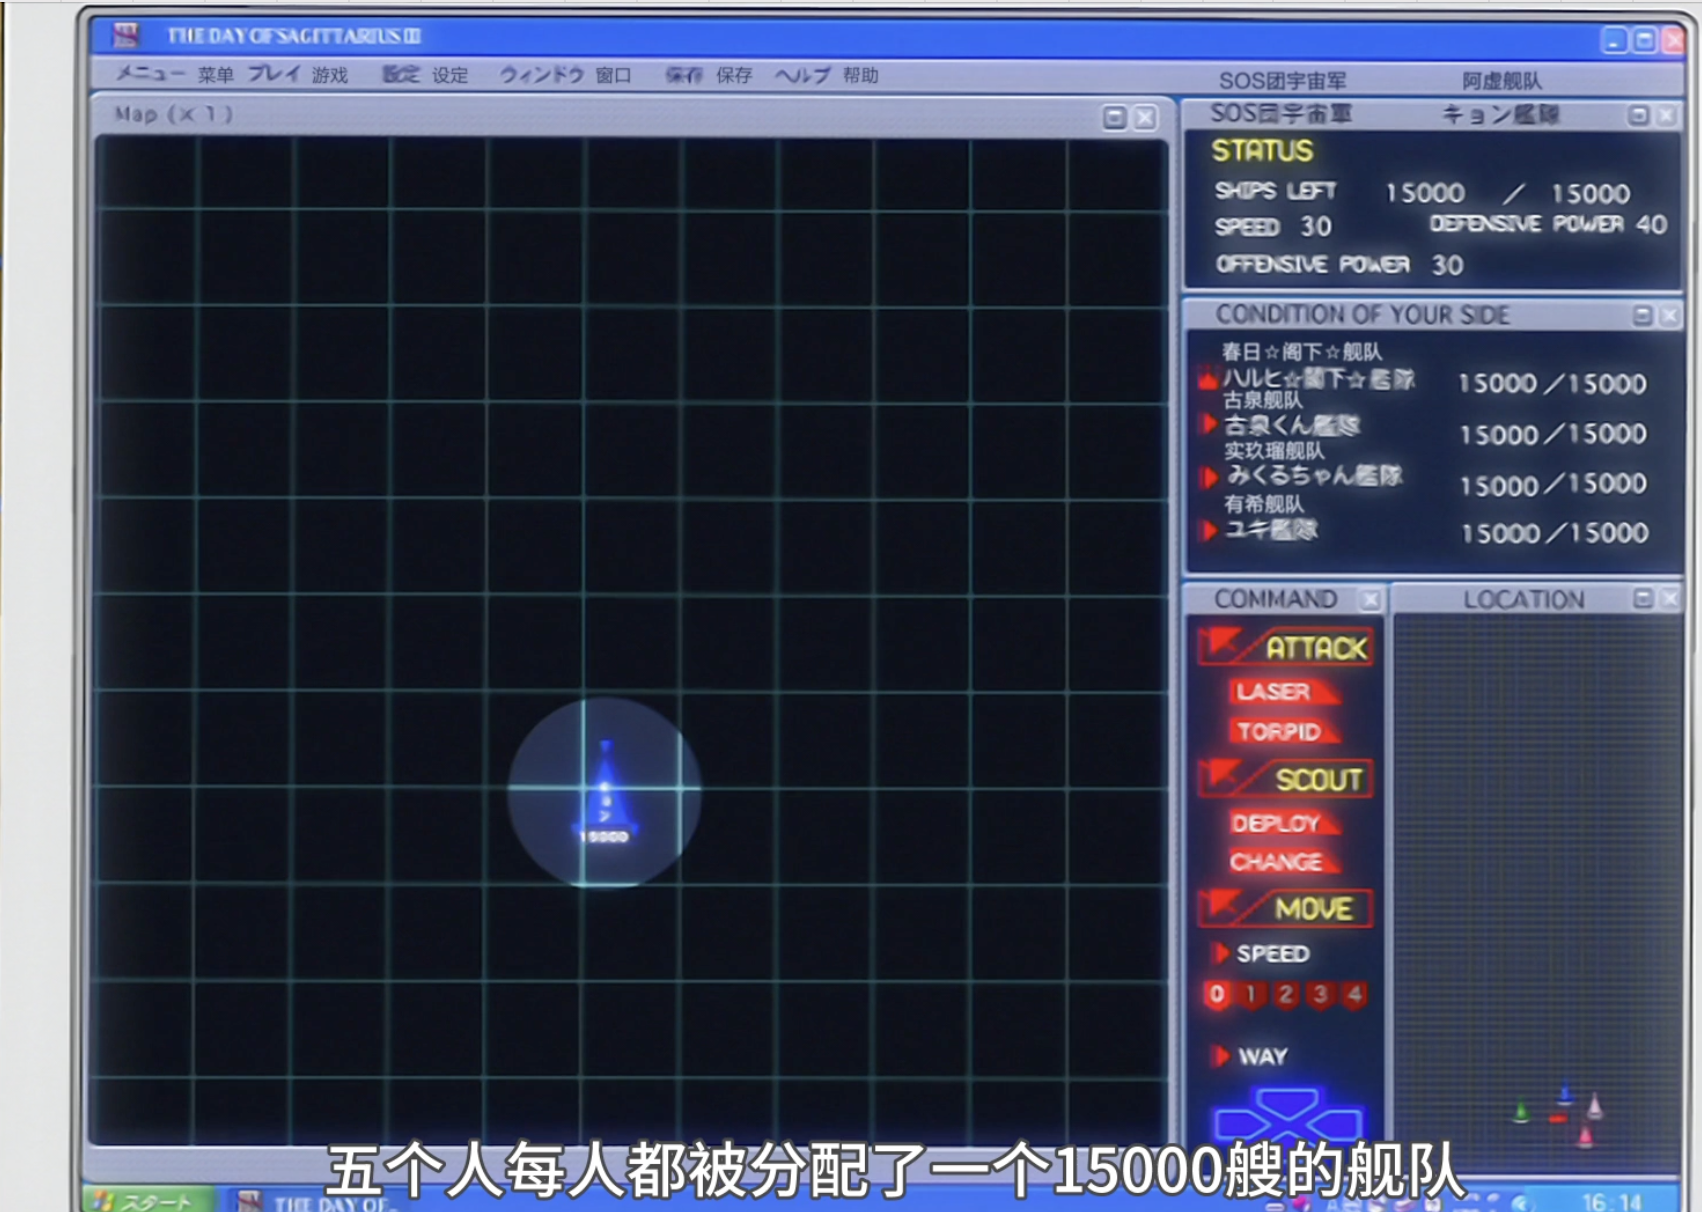 THE DAY OF SAGITTARIUS III
メニュー 菜单 プレイ 游戏 設定 设定 ウィンドウ 窗口 保存 保存 ヘルプ 帮助
Map (×1)
SOS团宇宙军 阿虚舰队
SOS団宇宙軍 キョン艦隊
STATUS
SHIPS LEFT 15000 / 15000
SPEED 30 DEFENSIVE POWER 40
OFFENSIVE POWER 30
CONDITION OF YOUR SIDE
春日☆阁下☆舰队
ハルヒ☆閣下☆艦隊 15000/15000
古泉舰队
古泉くん艦隊 15000/15000
实玖瑠舰队
みくるちゃん艦隊 15000/15000
有希舰队
ユキ艦隊 15000/15000
COMMAND
LOCATION
ATTACK
LASER
TORPID
SCOUT
DEPLOY
CHANGE
MOVE
SPEED
0 1 2 3 4
WAY
15000
五个人每人都被分配了一个15000艘的舰队
スタート THE DAY OF... 16:14